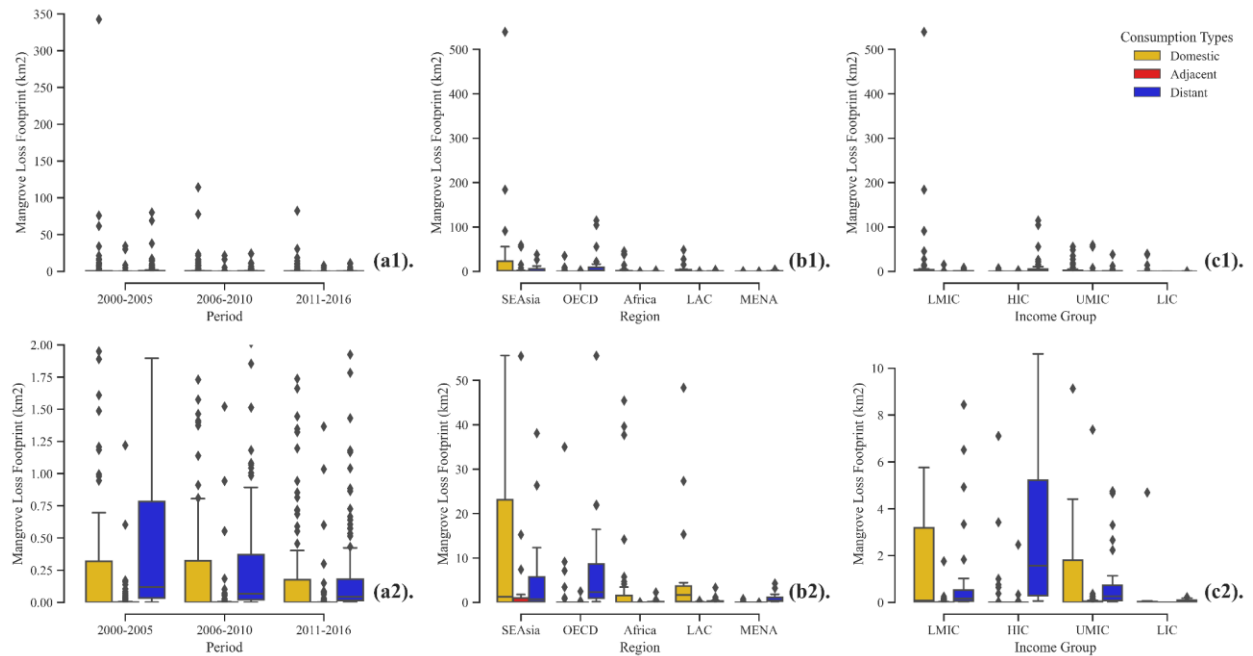 350
300
250
200
150
100
50
0
Mangrove Loss Footprint (km2)
2000-2005 2006-2010 2011-2016
Period
(a1).
500
400
300
200
100
0
Mangrove Loss Footprint (km2)
SEAsia OECD Africa LAC MENA
Region
(b1).
500
400
300
200
100
0
Mangrove Loss Footprint (km2)
Consumption Types
Domestic
Adjacent
Distant
LMIC HIC UMIC LIC
Income Group
(c1).
2.00
1.75
1.50
1.25
1.00
0.75
0.50
0.25
0.00
Mangrove Loss Footprint (km2)
2000-2005 2006-2010 2011-2016
Period
(a2).
50
40
30
20
10
0
Mangrove Loss Footprint (km2)
SEAsia OECD Africa LAC MENA
Region
(b2).
10
8
6
4
2
0
Mangrove Loss Footprint (km2)
LMIC HIC UMIC LIC
Income Group
(c2).